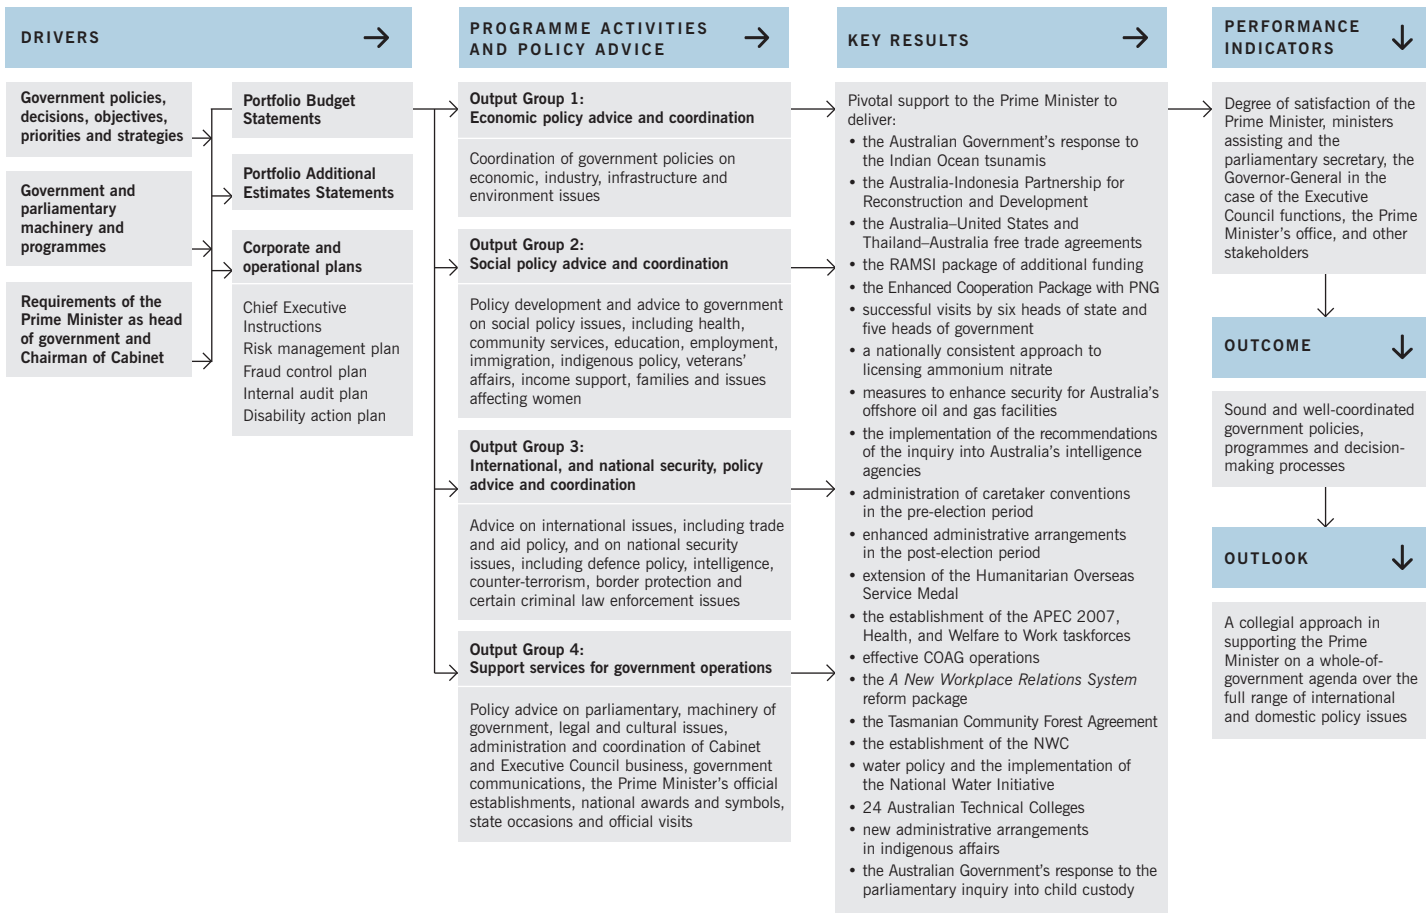 DRIVERS
Government policies,
decisions, objectives,
priorities and strategies
Government and
parliamentary
machinery and
programmes
Requirements of the
Prime Minister as head
of government and
Chairman of Cabinet
Portfolio Budget
Statements
Portfolio Additional
Estimates Statements
Corporate and
operational plans
Chief Executive
Instructions
Risk management plan
Fraud control plan
Internal audit plan
Disability action plan
PROGRAMME ACTIVITIES
AND POLICY ADVICE
Output Group 1:
Economic policy advice and coordination
Coordination of government policies on
economic, industry, infrastructure and
environment issues
Output Group 2:
Social policy advice and coordination
Policy development and advice to government
on social policy issues, including health,
community services, education, employment,
immigration, indigenous policy, veterans’
affairs, income support, families and issues
affecting women
Output Group 3:
International, and national security, policy
advice and coordination
Advice on international issues, including trade
and aid policy, and on national security
issues, including defence policy, intelligence,
counter-terrorism, border protection and
certain criminal law enforcement issues
Output Group 4:
Support services for government operations
Policy advice on parliamentary, machinery of
government, legal and cultural issues,
administration and coordination of Cabinet
and Executive Council business, government
communications, the Prime Minister’s official
establishments, national awards and symbols,
state occasions and official visits
KEY RESULTS
Pivotal support to the Prime Minister to
deliver:
• the Australian Government’s response to
the Indian Ocean tsunamis
• the Australia-Indonesia Partnership for
Reconstruction and Development
• the Australia–United States and
Thailand–Australia free trade agreements
• the RAMSI package of additional funding
• the Enhanced Cooperation Package with PNG
• successful visits by six heads of state and
five heads of government
• a nationally consistent approach to
licensing ammonium nitrate
• measures to enhance security for Australia’s
offshore oil and gas facilities
• the implementation of the recommendations
of the inquiry into Australia’s intelligence
agencies
• administration of caretaker conventions
in the pre-election period
• enhanced administrative arrangements
in the post-election period
• extension of the Humanitarian Overseas
Service Medal
• the establishment of the APEC 2007,
Health, and Welfare to Work taskforces
• effective COAG operations
• the A New Workplace Relations System
reform package
• the Tasmanian Community Forest Agreement
• the establishment of the NWC
• water policy and the implementation of
the National Water Initiative
• 24 Australian Technical Colleges
• new administrative arrangements
in indigenous affairs
• the Australian Government’s response to the
parliamentary inquiry into child custody
PERFORMANCE
INDICATORS
Degree of satisfaction of the
Prime Minister, ministers
assisting and the
parliamentary secretary, the
Governor-General in the
case of the Executive
Council functions, the Prime
Minister’s office, and other
stakeholders
OUTCOME
Sound and well-coordinated
government policies,
programmes and decision-
making processes
OUTLOOK
A collegial approach in
supporting the Prime
Minister on a whole-of-
government agenda over the
full range of international
and domestic policy issues